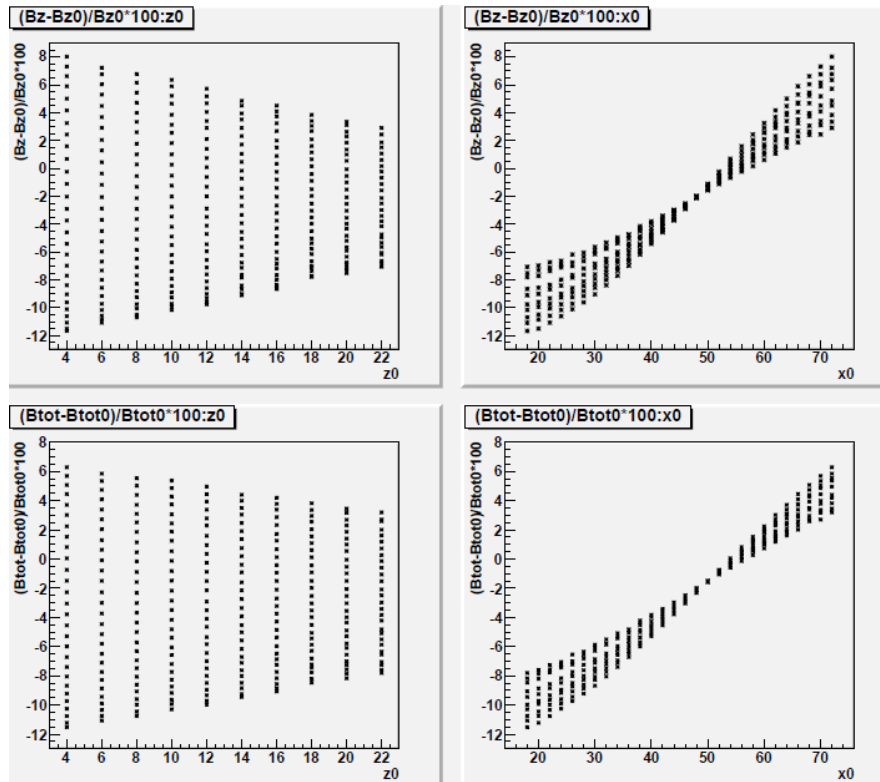 (Bz-Bz0)/Bz0*100:z0
(Bz-Bz0)/Bz0*100
8
6
4
2
0
-2
-4
-6
-8
-10
-12
4 6 8 10 12 14 16 18 20 22
z0
(Bz-Bz0)/Bz0*100:x0
(Bz-Bz0)/Bz0*100
8
6
4
2
0
-2
-4
-6
-8
-10
-12
20 30 40 50 60 70
x0
(Btot-Btot0)/Btot0*100:z0
(Btot-Btot0)/Btot0*100
8
6
4
2
0
-2
-4
-6
-8
-10
-12
4 6 8 10 12 14 16 18 20 22
z0
(Btot-Btot0)/Btot0*100:x0
(Btot-Btot0)/Btot0*100
8
6
4
2
0
-2
-4
-6
-8
-10
-12
20 30 40 50 60 70
x0